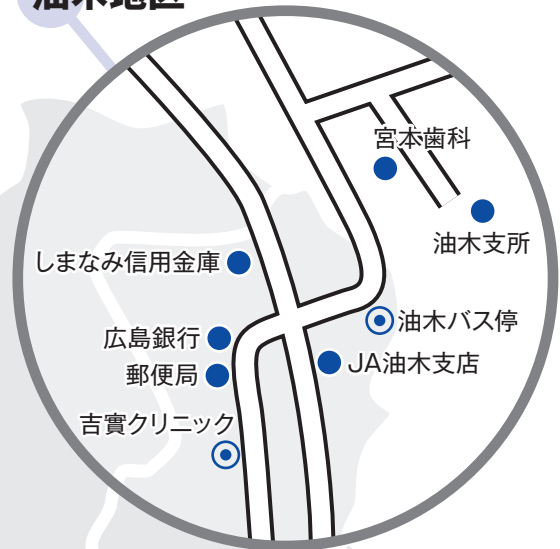 油木地区
宮本歯科
油木支所
しまなみ信用金庫
油木バス停
広島銀行
JA油木支店
郵便局
吉實クリニック